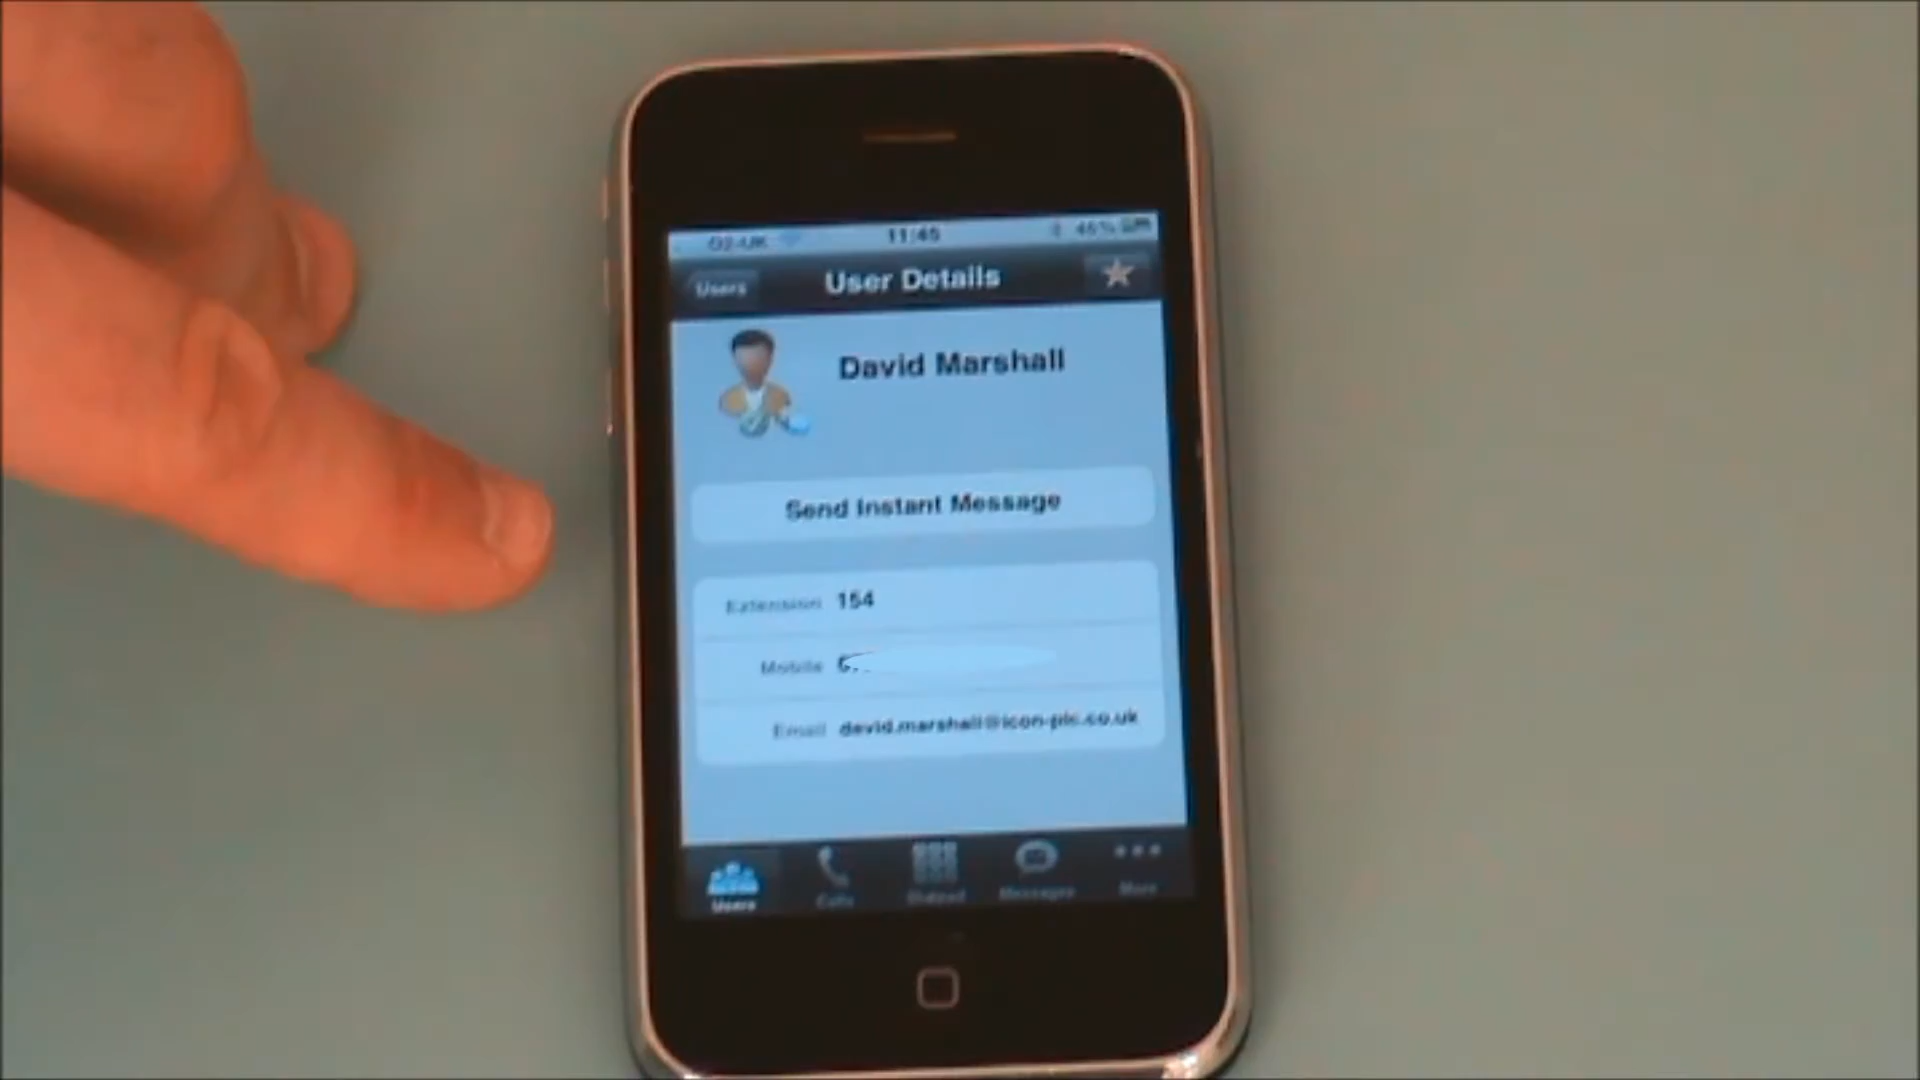 O2-UK 11:45 45%
Users User Details
David Marshall
Send Instant Message
Extension 154
Mobile
Email david.marshall@icon-plc.co.uk
Users Calls Dialpad Messages More